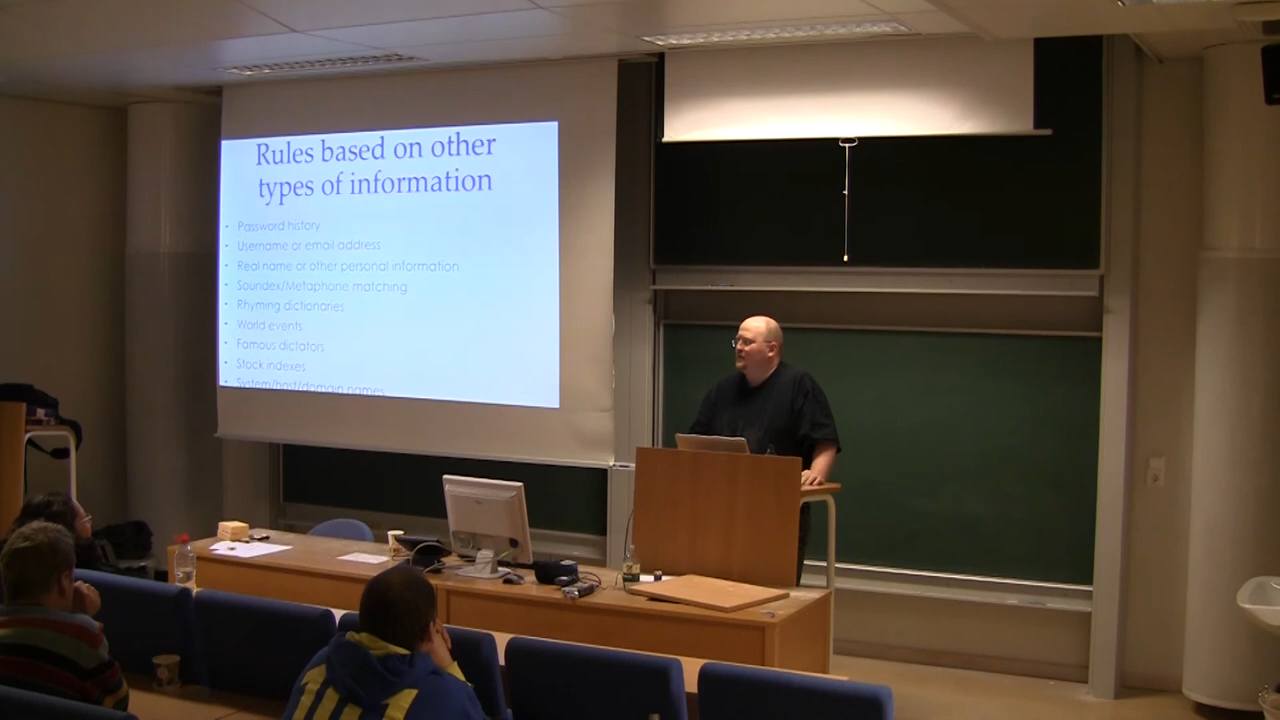 Rules based on other
types of information
- Password history
- Username or email address
- Real name or other personal information
- Soundex/Metaphone matching
- Rhyming dictionaries
- World events
- Famous dictators
- Stock indexes
- System/host/domain names